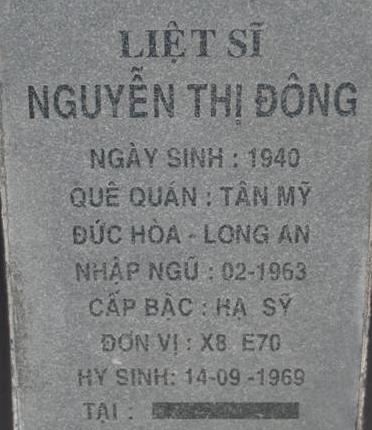 LIỆT SĨ
NGUYỄN THỊ ĐÔNG
NGÀY SINH : 1940
QUÊ QUÁN : TÂN MỸ
ĐỨC HÒA - LONG AN
NHẬP NGŨ : 02-1963
CẤP BẬC : HẠ SỸ
ĐƠN VỊ : X8 E70
HY SINH: 14-09 -1969
TẠI :